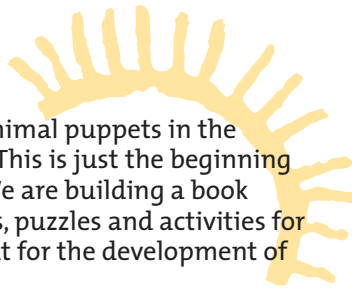 nimal puppets in the
This is just the beginning
e are building a book
s, puzzles and activities for
t for the development of